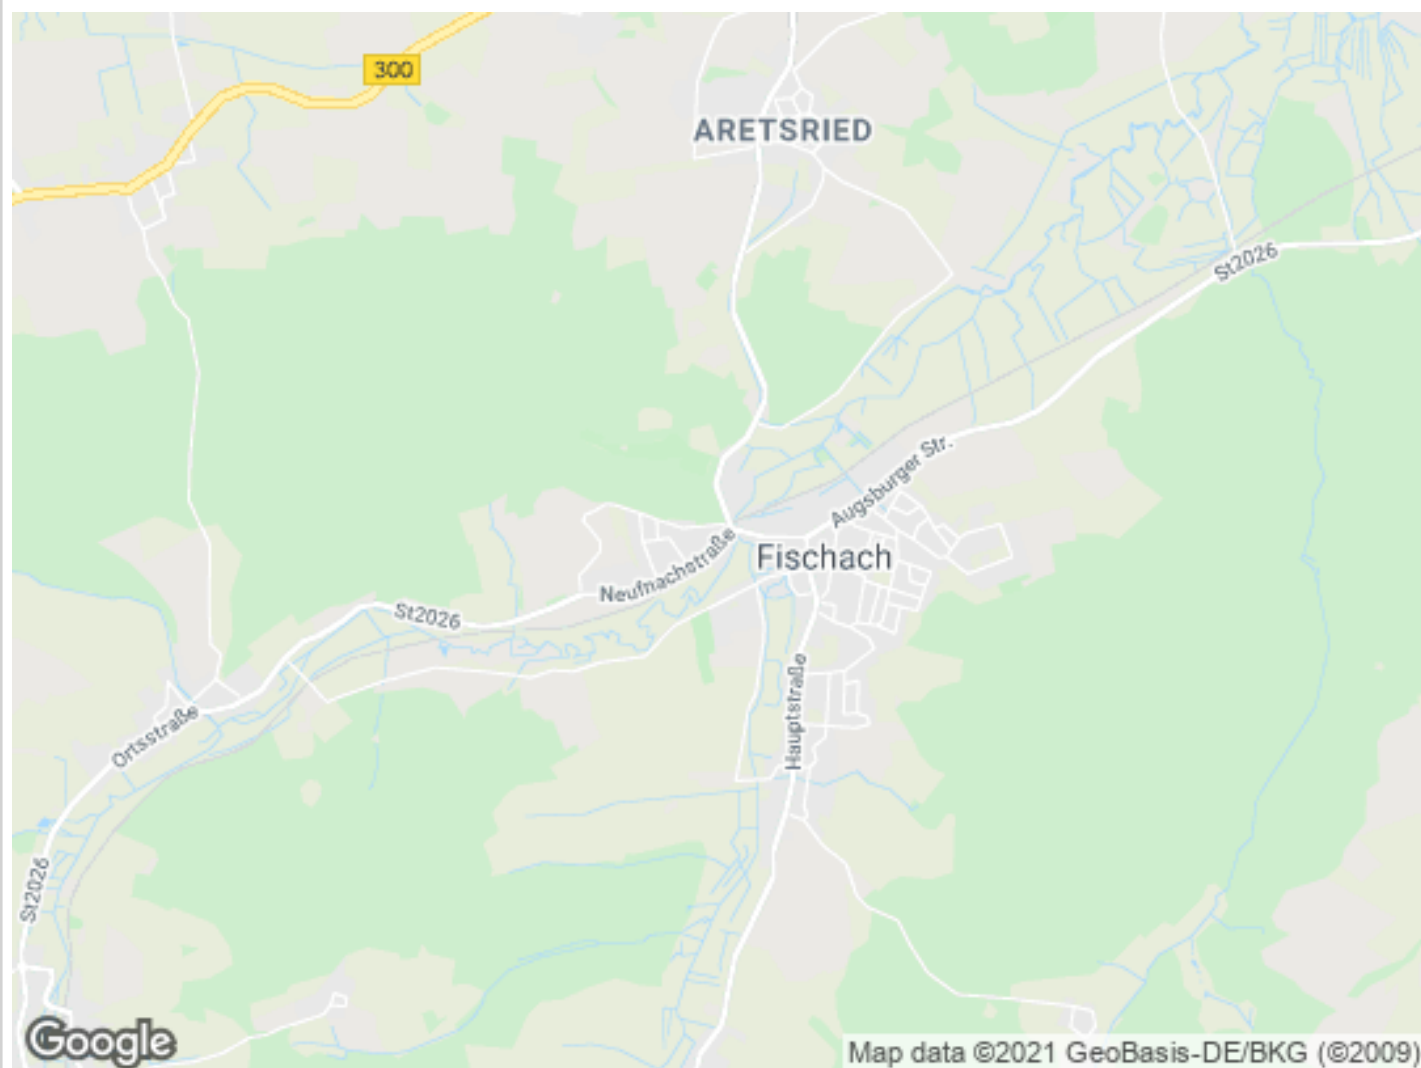 300
ARETSRIED
St2026
Augsburger Str.
Fischach
Neufnachstraße
St2026
Hauptstraße
Ortsstraße
St2026
Google
Map data ©2021 GeoBasis-DE/BKG (©2009)